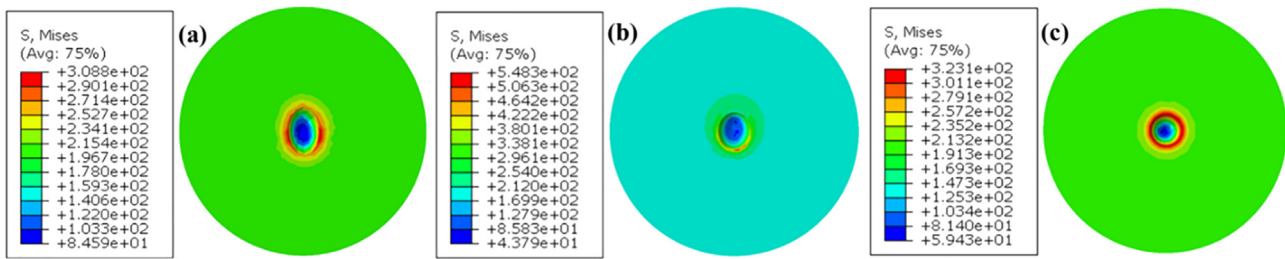 S, Mises
(Avg: 75%)
+3.088e+02
+2.901e+02
+2.714e+02
+2.527e+02
+2.341e+02
+2.154e+02
+1.967e+02
+1.780e+02
+1.593e+02
+1.406e+02
+1.220e+02
+1.033e+02
+8.459e+01
(a)
S, Mises
(Avg: 75%)
+5.483e+02
+5.063e+02
+4.642e+02
+4.222e+02
+3.801e+02
+3.381e+02
+2.961e+02
+2.540e+02
+2.120e+02
+1.699e+02
+1.279e+02
+8.583e+01
+4.379e+01
(b)
S, Mises
(Avg: 75%)
+3.231e+02
+3.011e+02
+2.791e+02
+2.572e+02
+2.352e+02
+2.132e+02
+1.913e+02
+1.693e+02
+1.473e+02
+1.253e+02
+1.034e+02
+8.140e+01
+5.943e+01
(c)